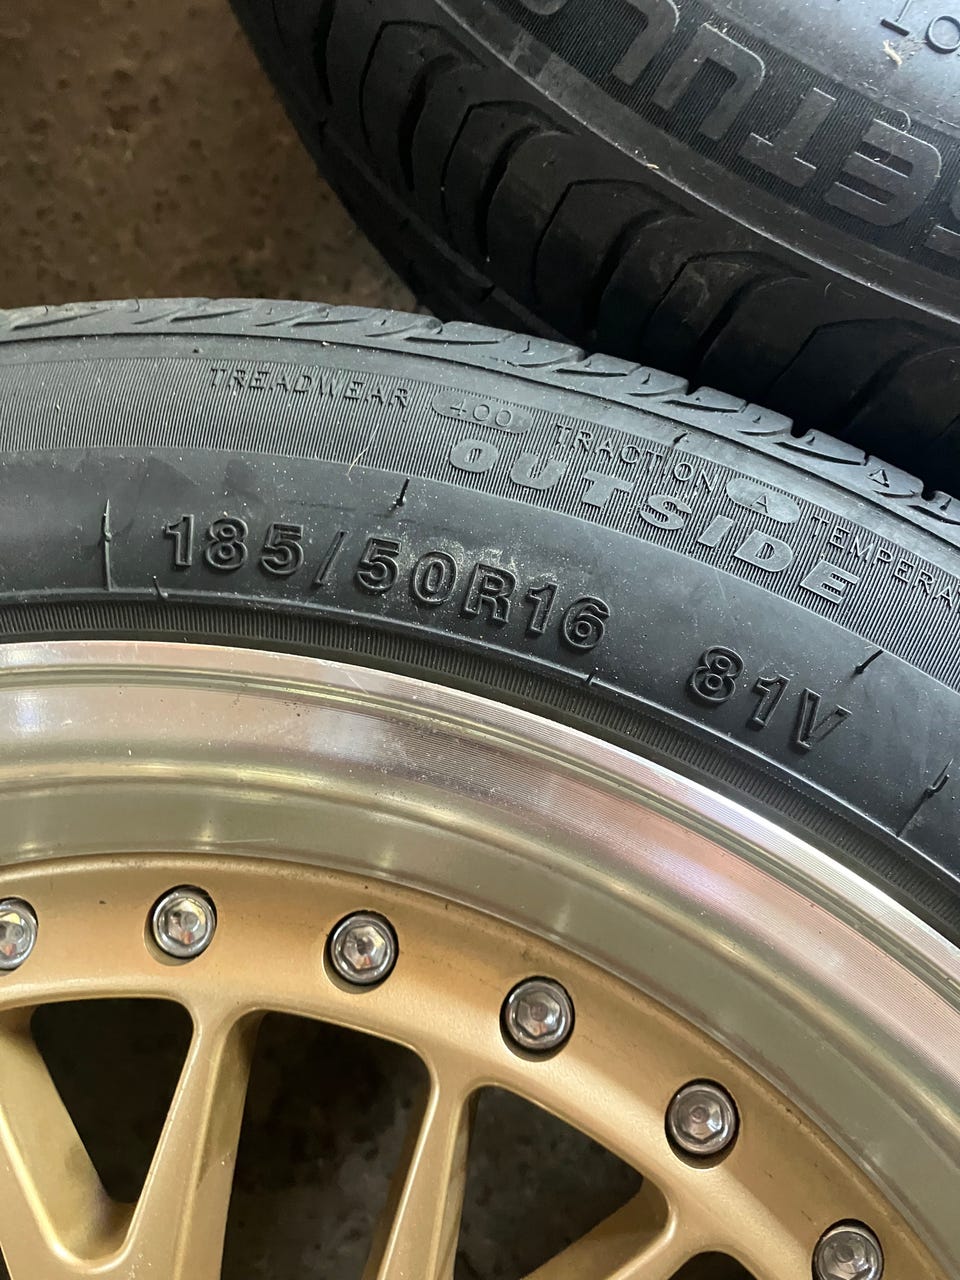 TREADWEAR 400 TRACTION A TEMPERA
OUTSIDE
185/50R16 81V